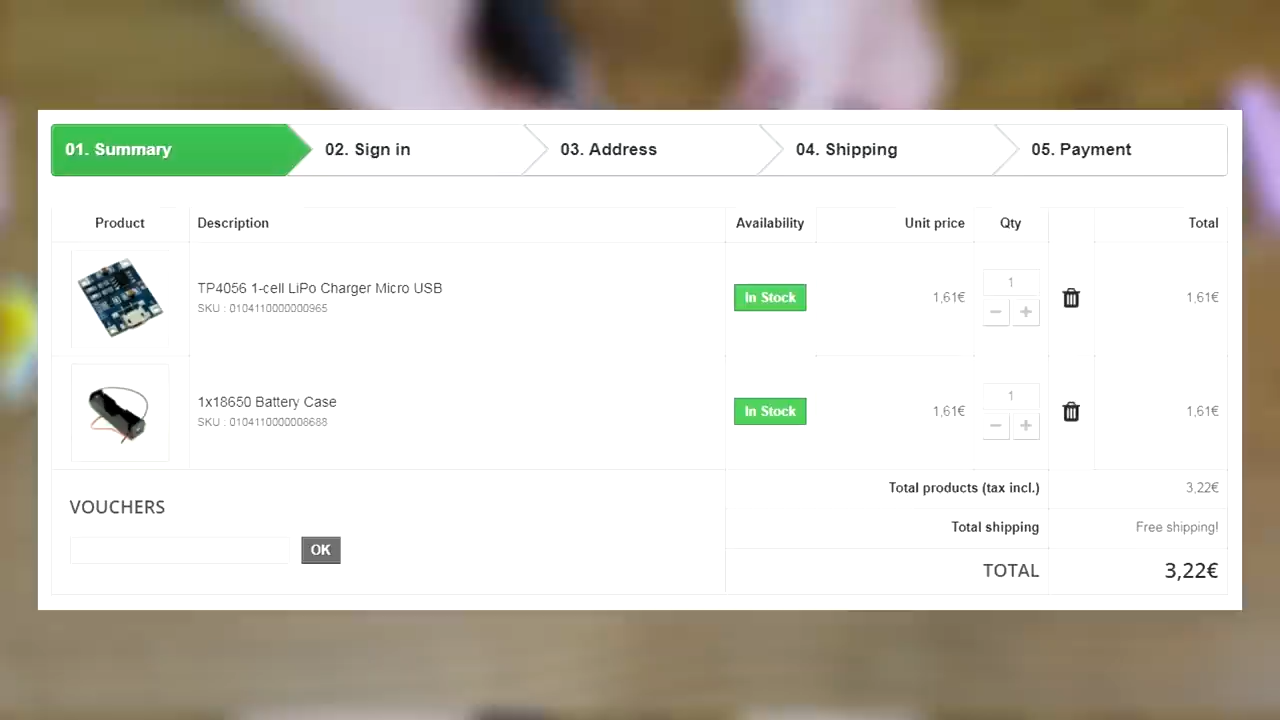 01. Summary
02. Sign in
03. Address
04. Shipping
05. Payment
Product
Description
Availability
Unit price
Qty
Total
TP4056 1-cell LiPo Charger Micro USB
SKU : 0104110000000965
In Stock
1,61€
1
1,61€
1x18650 Battery Case
SKU : 0104110000008688
In Stock
1,61€
1
1,61€
Total products (tax incl.)
3,22€
VOUCHERS
Total shipping
Free shipping!
OK
TOTAL
3,22€